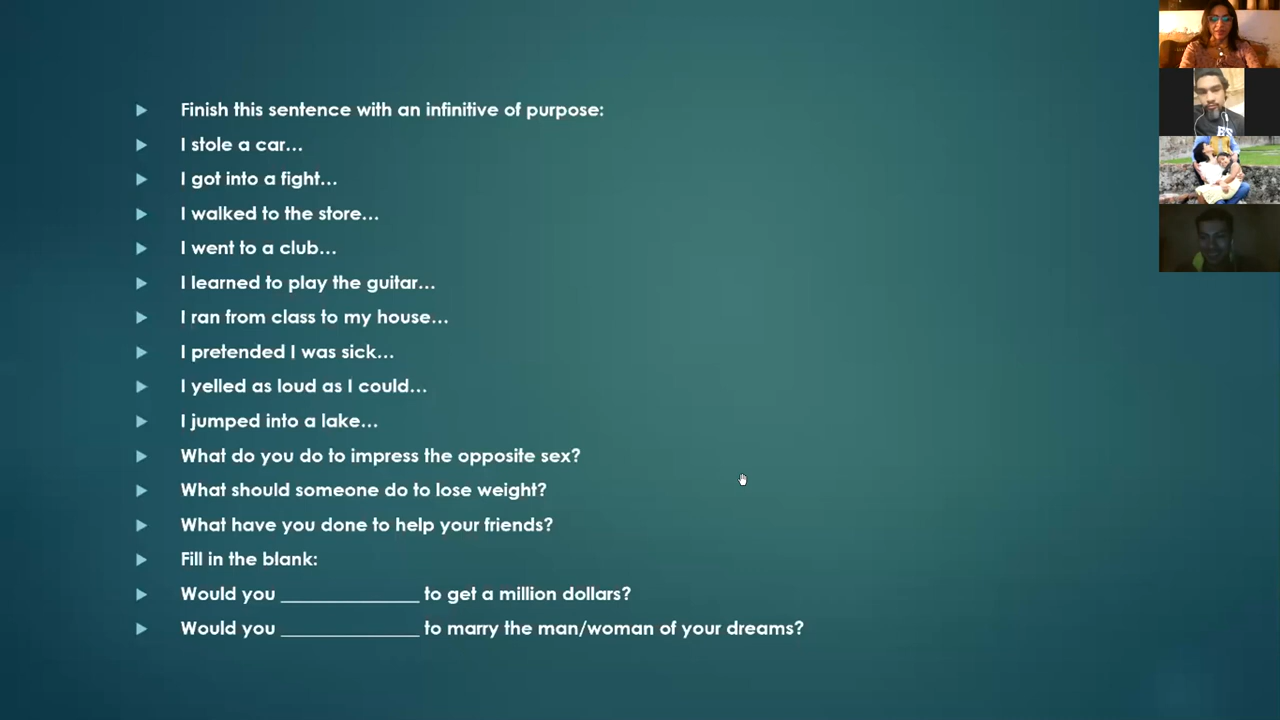 Finish this sentence with an infinitive of purpose:
I stole a car…
I got into a fight…
I walked to the store…
I went to a club…
I learned to play the guitar…
I ran from class to my house…
I pretended I was sick…
I yelled as loud as I could…
I jumped into a lake…
What do you do to impress the opposite sex?
What should someone do to lose weight?
What have you done to help your friends?
Fill in the blank:
Would you _______________ to get a million dollars?
Would you _______________ to marry the man/woman of your dreams?